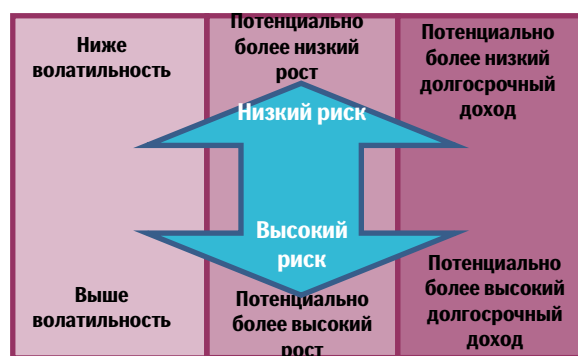 Ниже
волатильность
Потенциально
более низкий
рост
Потенциально
более низкий
долгосрочный
доход
Низкий риск
Высокий
риск
Выше
волатильность
Потенциально
более высокий
рост
Потенциально
более высокий
долгосрочный
доход